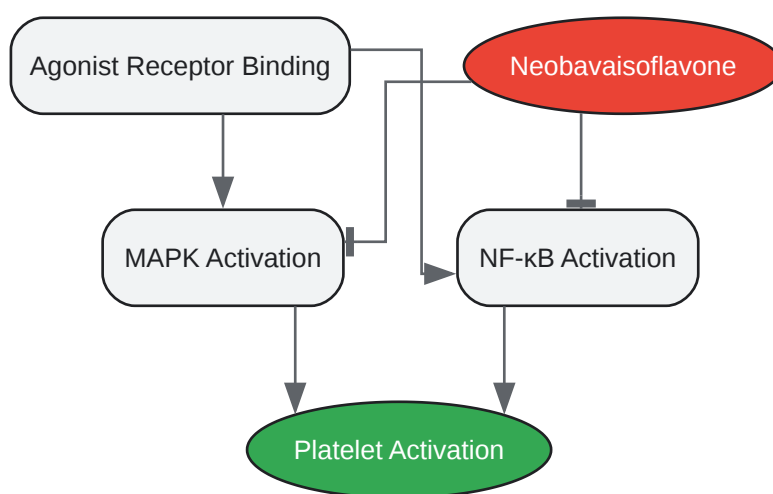 Agonist Receptor Binding
Neobavaisoflavone
MAPK Activation
NF-κB Activation
Platelet Activation